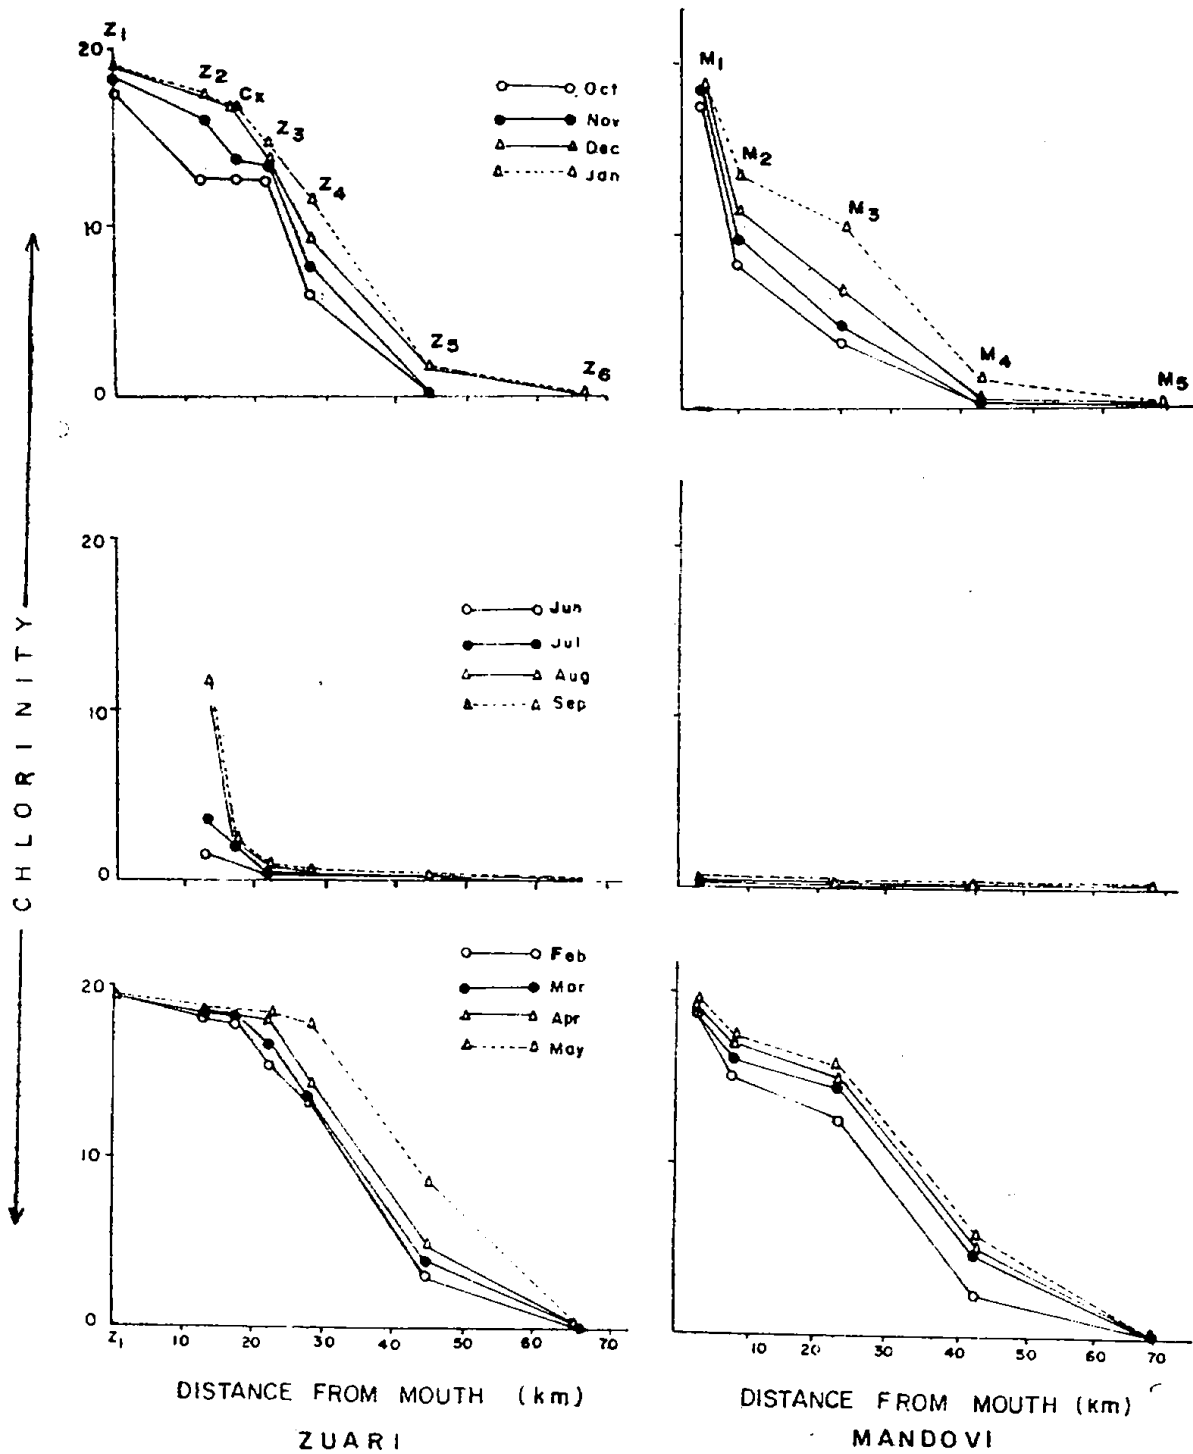 Z1
20
Z2
Cx
Z3
Z4
10
Z5
Z6
0
Oct
Nov
Dec
Jan
M1
M2
M3
M4
M5
CHLORINITY
20
10
0
Jun
Jul
Aug
Sep
Feb
Mar
Apr
May
20
10
0
Z1 10 20 30 40 50 60 70
10 20 30 40 50 60 70
DISTANCE FROM MOUTH (km)
ZUARI
DISTANCE FROM MOUTH (km)
MANDOVI